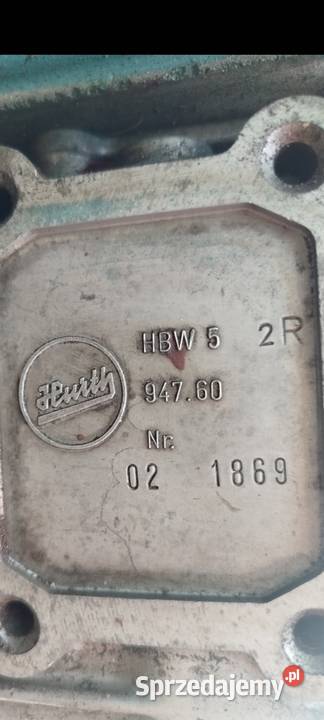 HBW 5 2R
Hurth
947.60
Nr.
02 1869
Sprzedajemy.pl